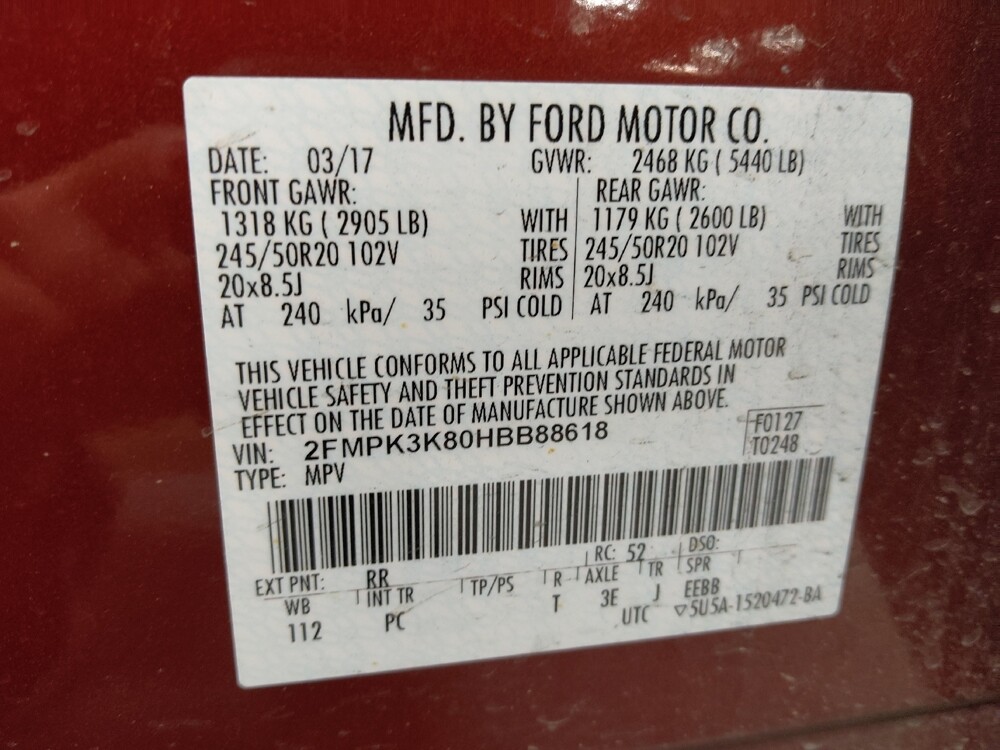 MFD. BY FORD MOTOR CO.
DATE: 03/17 GVWR: 2468 KG ( 5440 LB)
FRONT GAWR: REAR GAWR:
1318 KG ( 2905 LB) WITH 1179 KG ( 2600 LB) WITH
245/50R20 102V TIRES 245/50R20 102V TIRES
20x8.5J RIMS 20x8.5J RIMS
AT 240 kPa/ 35 PSI COLD AT 240 kPa/ 35 PSI COLD
THIS VEHICLE CONFORMS TO ALL APPLICABLE FEDERAL MOTOR
VEHICLE SAFETY AND THEFT PREVENTION STANDARDS IN
EFFECT ON THE DATE OF MANUFACTURE SHOWN ABOVE.
VIN: 2FMPK3K80HBB88618 F0127
TYPE: MPV T0248
EXT PNT: RR RC: 52 DSO:
WB INT TR TP/PS R AXLE TR SPR
112 PC T 3E J EEBB
UTC ▽5U5A-1520472-BA